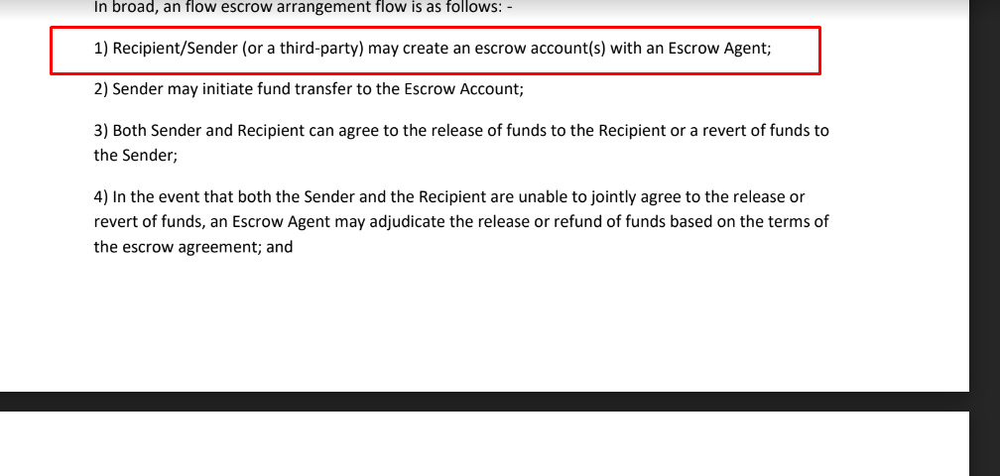 In broad, an flow escrow arrangement flow is as follows: -
1) Recipient/Sender (or a third-party) may create an escrow account(s) with an Escrow Agent;
2) Sender may initiate fund transfer to the Escrow Account;
3) Both Sender and Recipient can agree to the release of funds to the Recipient or a revert of funds to
the Sender;
4) In the event that both the Sender and the Recipient are unable to jointly agree to the release or
revert of funds, an Escrow Agent may adjudicate the release or refund of funds based on the terms of
the escrow agreement; and